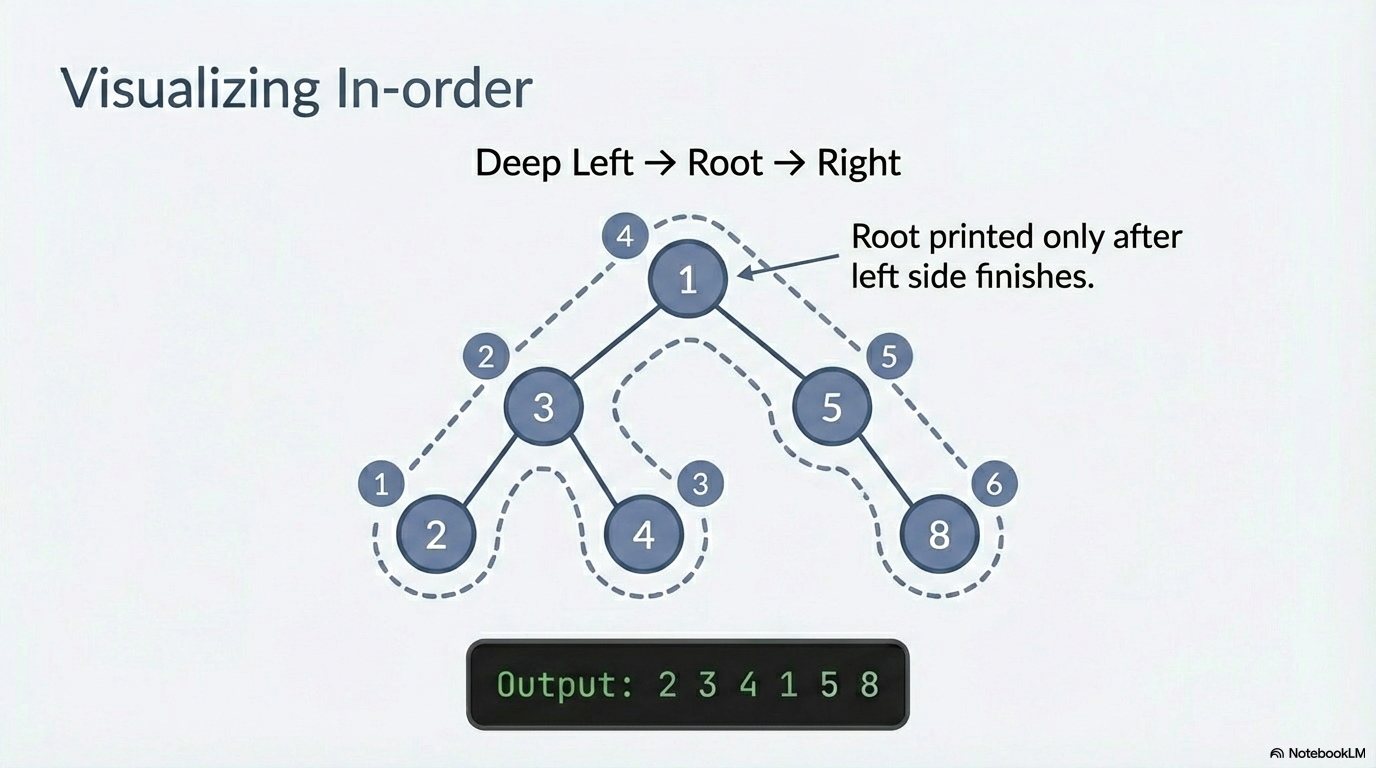 Visualizing In-order
Deep Left → Root → Right
4
1
Root printed only after
left side finishes.
2
5
3
5
1
3
6
2
4
8
Output: 2 3 4 1 5 8
NotebookLM